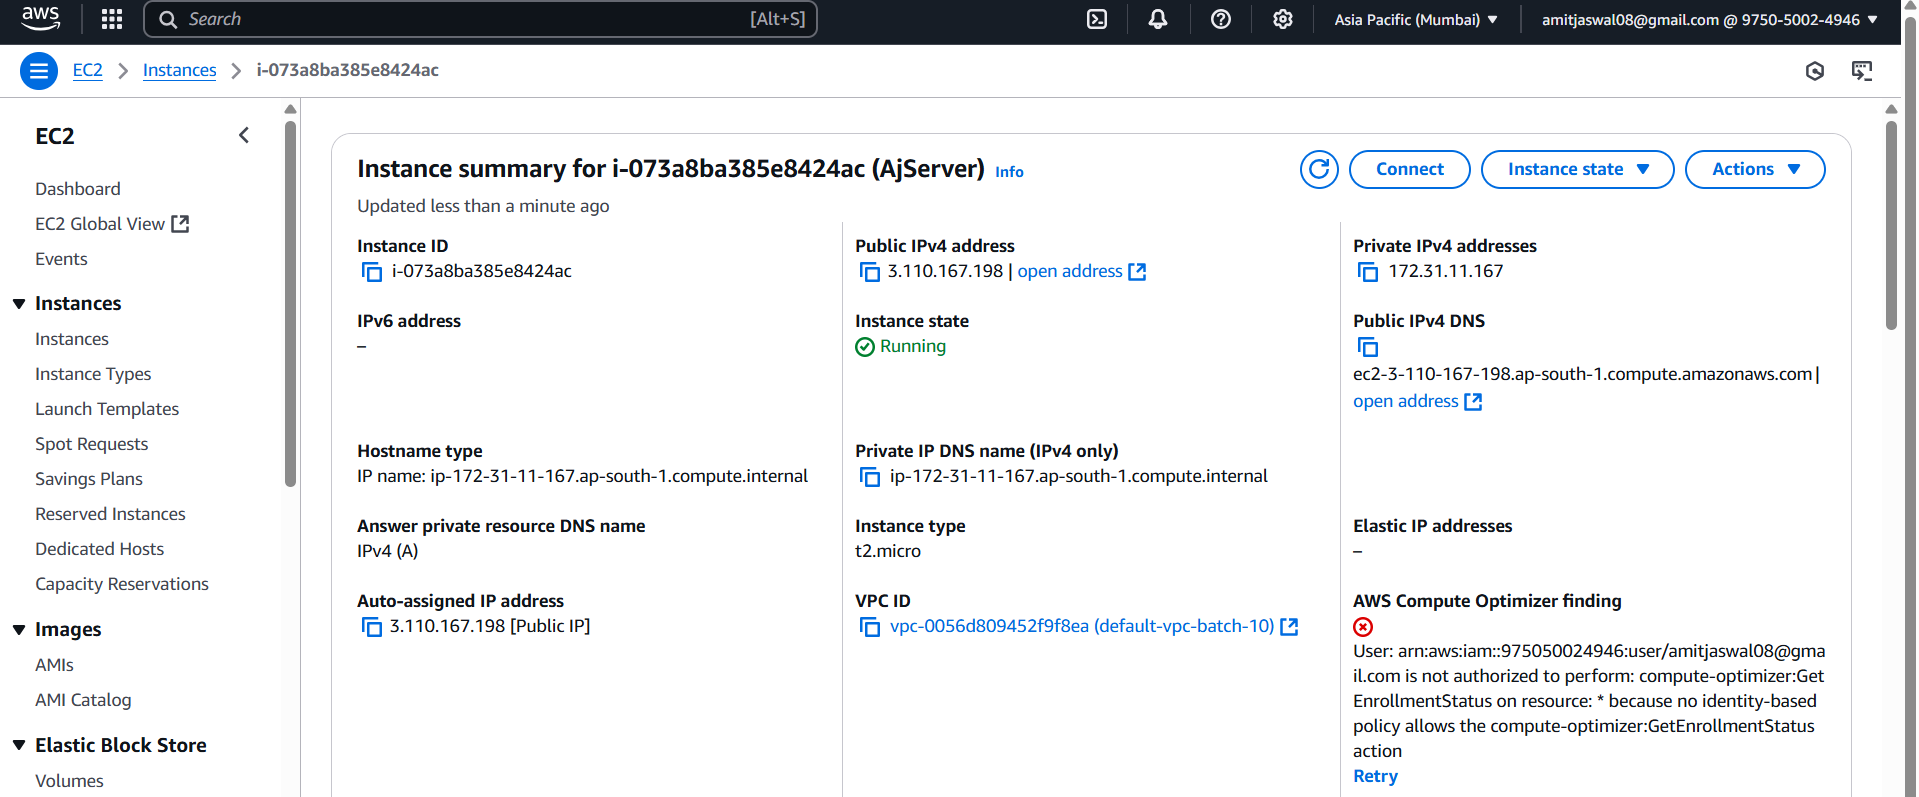 aws
Search
[Alt+S]
Asia Pacific (Mumbai)
amitjaswal08@gmail.com @ 9750-5002-4946
EC2
Instances
i-073a8ba385e8424ac
EC2
Dashboard
EC2 Global View
Events
Instances
Instances
Instance Types
Launch Templates
Spot Requests
Savings Plans
Reserved Instances
Dedicated Hosts
Capacity Reservations
Images
AMIs
AMI Catalog
Elastic Block Store
Volumes
Instance summary for i-073a8ba385e8424ac (AjServer) Info
Updated less than a minute ago
Connect
Instance state
Actions
Instance ID
i-073a8ba385e8424ac
Public IPv4 address
3.110.167.198 | open address
Private IPv4 addresses
172.31.11.167
IPv6 address
–
Instance state
Running
Public IPv4 DNS
ec2-3-110-167-198.ap-south-1.compute.amazonaws.com |
open address
Hostname type
IP name: ip-172-31-11-167.ap-south-1.compute.internal
Private IP DNS name (IPv4 only)
ip-172-31-11-167.ap-south-1.compute.internal
Answer private resource DNS name
IPv4 (A)
Instance type
t2.micro
Elastic IP addresses
–
Auto-assigned IP address
3.110.167.198 [Public IP]
VPC ID
vpc-0056d809452f9f8ea (default-vpc-batch-10)
AWS Compute Optimizer finding
User: arn:aws:iam::975050024946:user/amitjaswal08@gma
il.com is not authorized to perform: compute-optimizer:Get
EnrollmentStatus on resource: * because no identity-based
policy allows the compute-optimizer:GetEnrollmentStatus
action
Retry